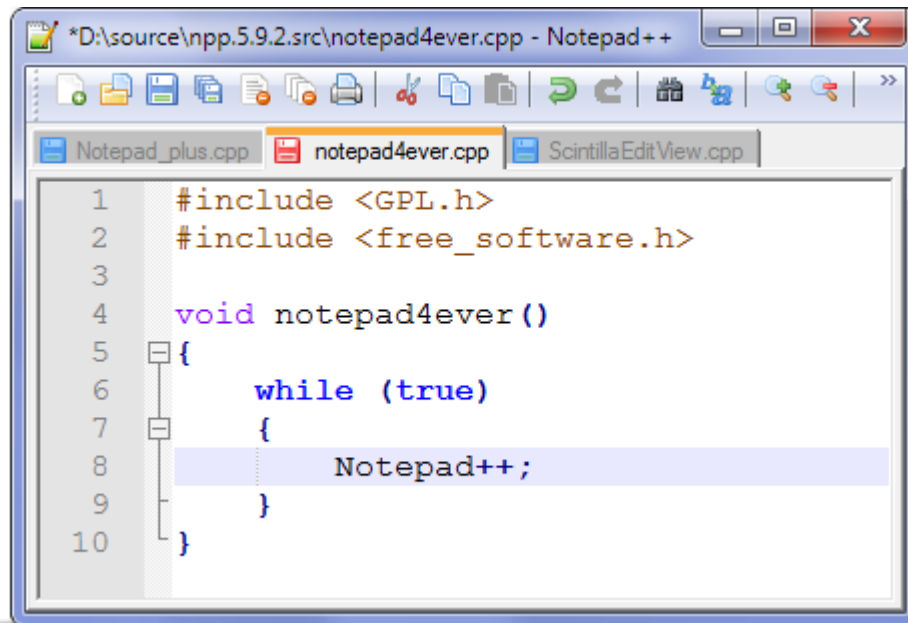 *D:\source\npp.5.9.2.src\notepad4ever.cpp - Notepad++
Notepad_plus.cpp notepad4ever.cpp ScintillaEditView.cpp
1 #include <GPL.h>
2 #include <free_software.h>
3
4 void notepad4ever()
5 {
6 while (true)
7 {
8 Notepad++;
9 }
10 }